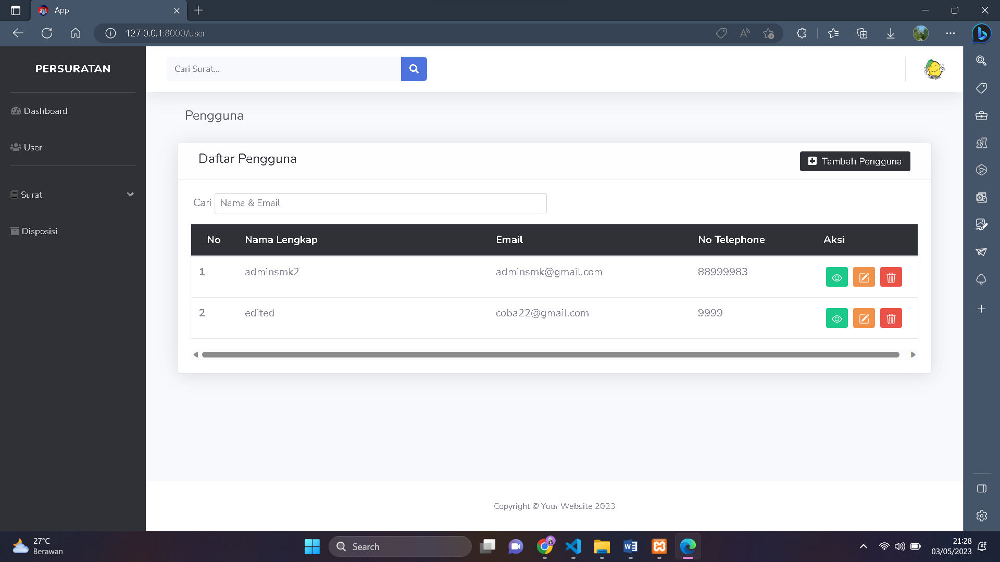 App
127.0.0.1:8000/user
PERSURATAN
Dashboard
User
Surat
Disposisi
Cari Surat...
Pengguna
Daftar Pengguna
Tambah Pengguna
Cari Nama & Email
No Nama Lengkap Email No Telephone Aksi
1 adminsmk2 adminsmk@gmail.com 88999983
2 edited coba22@gmail.com 9999
Copyright © Your Website 2023
27°C
Berawan
Search
21:28
03/05/2023